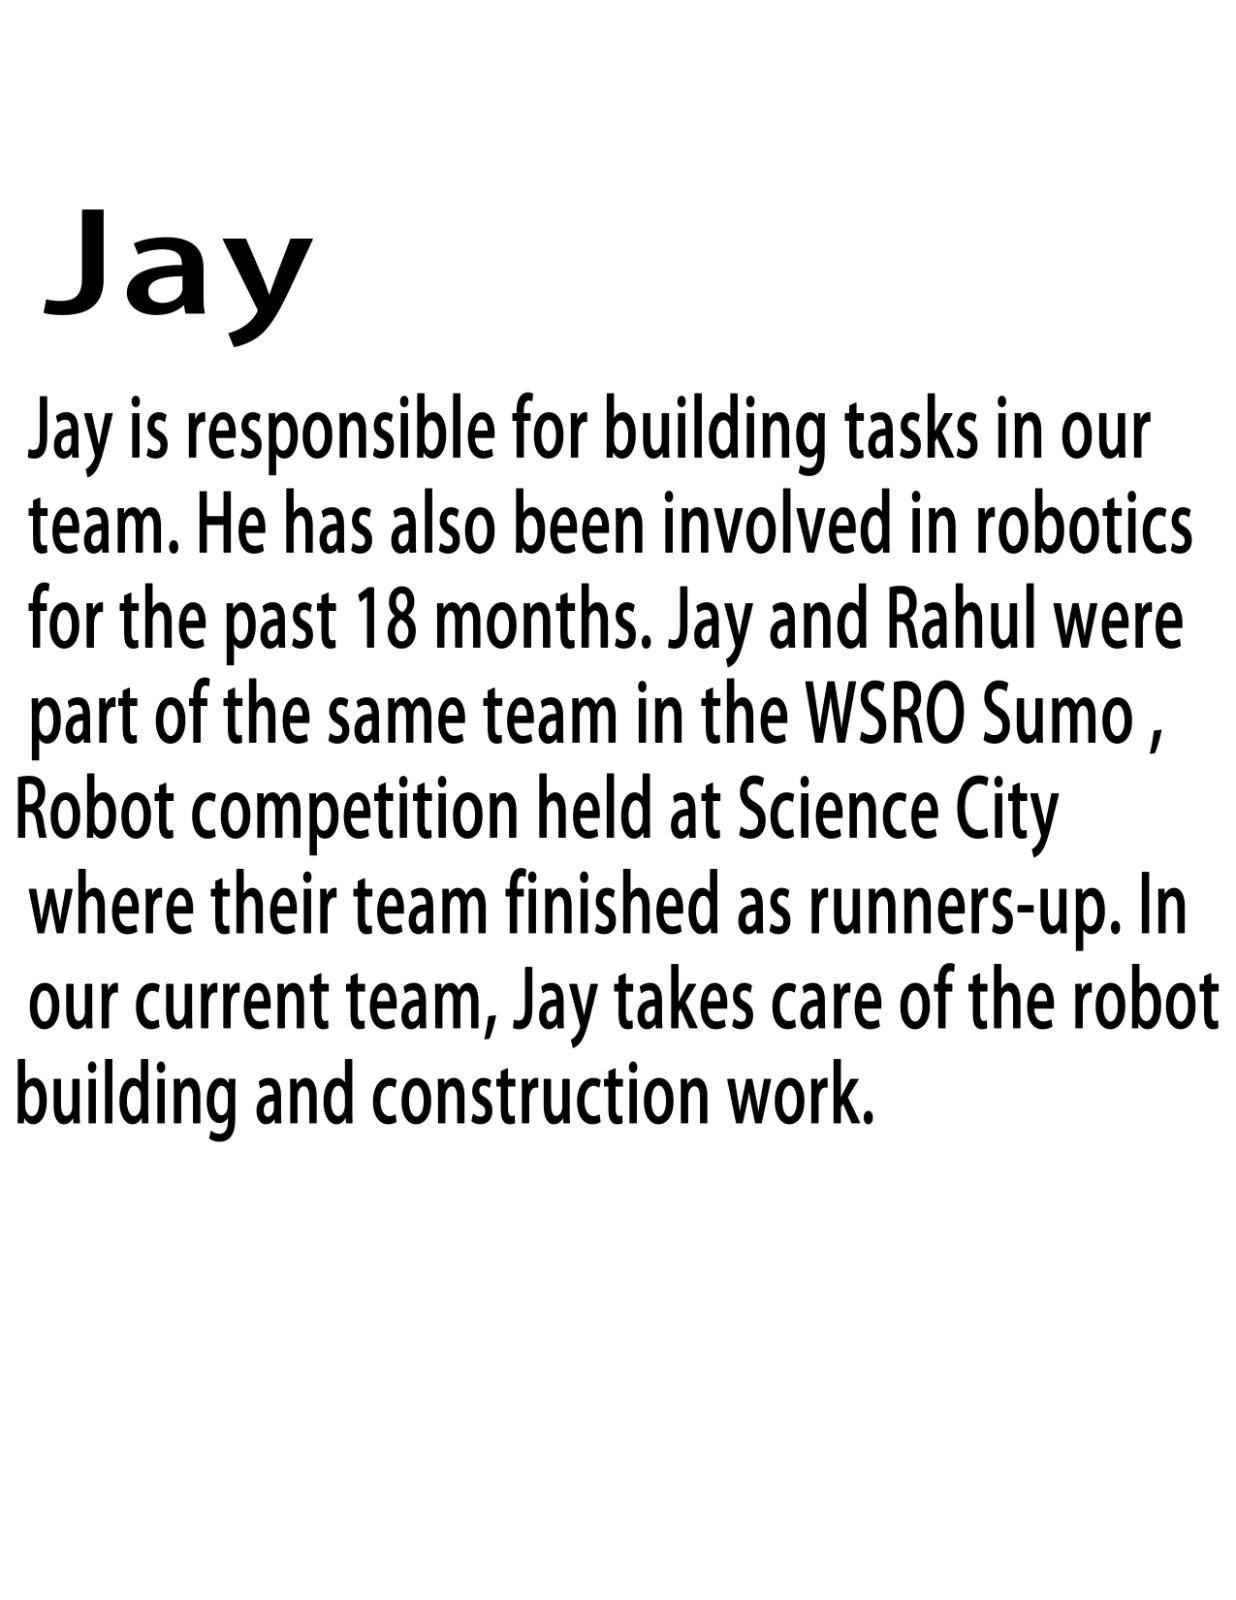 Jay
Jay is responsible for building tasks in our
team. He has also been involved in robotics
for the past 18 months. Jay and Rahul were
part of the same team in the WSRO Sumo ,
Robot competition held at Science City
where their team finished as runners-up. In
our current team, Jay takes care of the robot
building and construction work.